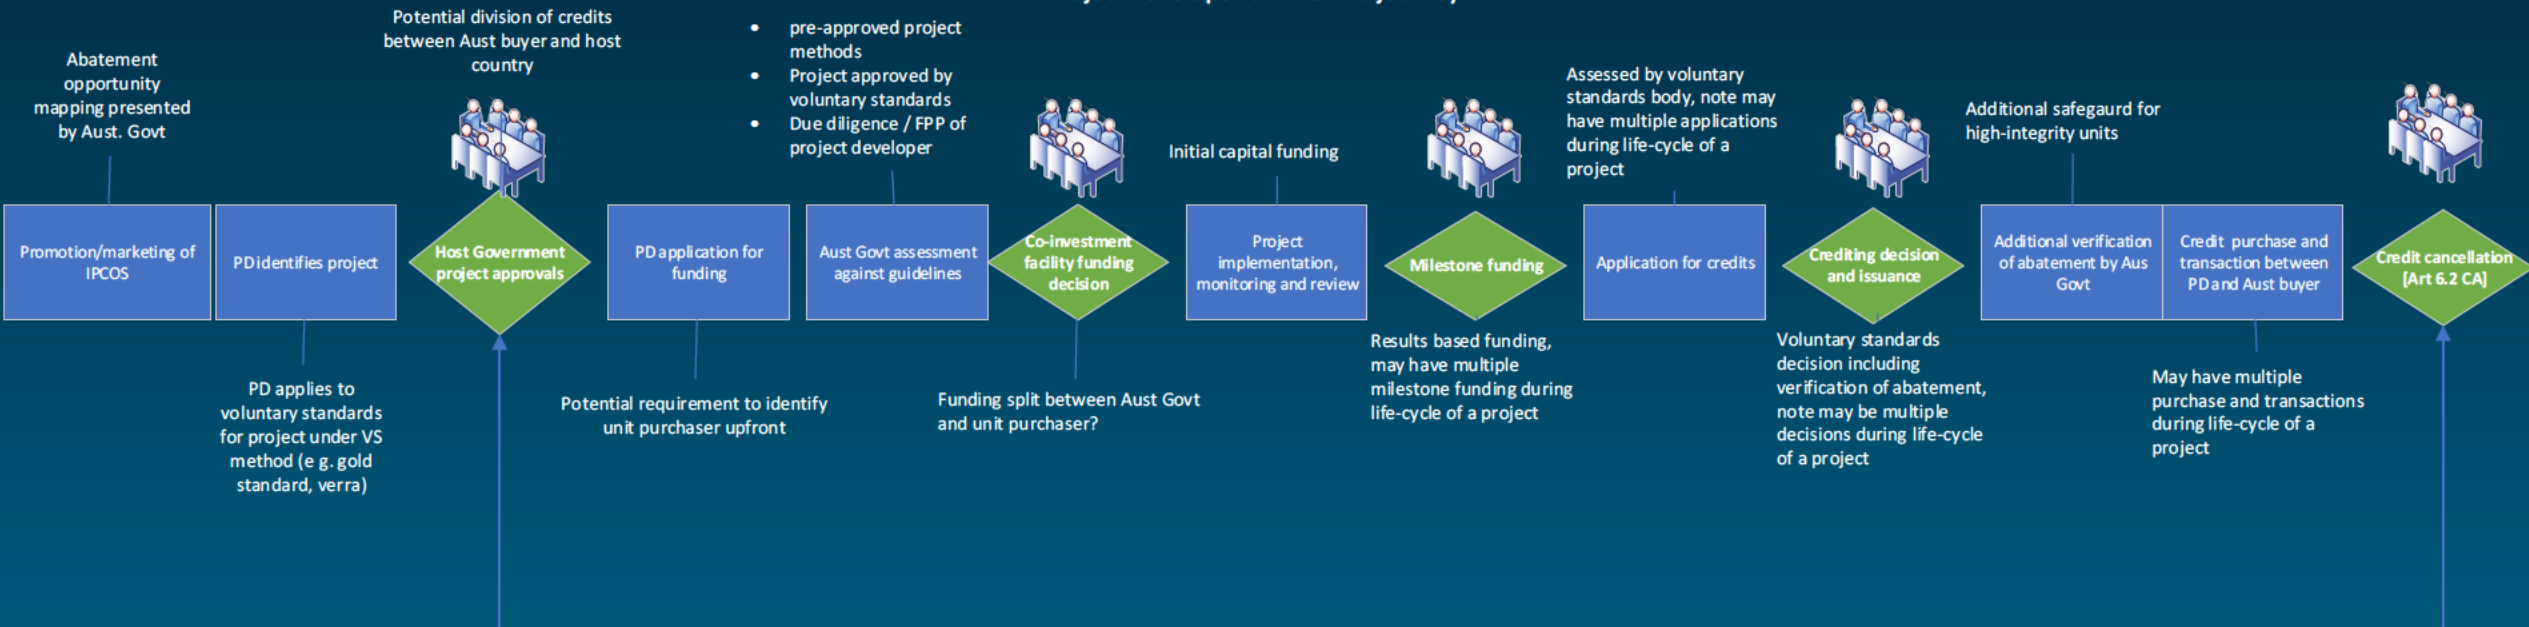 Potential division of credits
between Aust buyer and host
country
Abatement
opportunity
mapping presented
by Aust. Govt
• pre-approved project
methods
• Project approved by
voluntary standards
• Due diligence / FPP of
project developer
Initial capital funding
Assessed by voluntary
standards body, note may
have multiple applications
during life-cycle of a
project
Additional safegaurd for
high-integrity units
Promotion/marketing of
IPCOS
PD identifies project
Host Government
project approvals
PD application for
funding
Aust Govt assessment
against guidelines
Co-investment
facility funding
decision
Project
implementation,
monitoring and review
Milestone funding
Application for credits
Crediting decision
and issuance
Additional verification
of abatement by Aus
Govt
Credit purchase and
transaction between
PD and Aust buyer
Credit cancellation
[Art 6.2 CA]
PD applies to
voluntary standards
for project under VS
method (e g. gold
standard, verra)
Potential requirement to identify
unit purchaser upfront
Funding split between Aust Govt
and unit purchaser?
Results based funding,
may have multiple
milestone funding during
life-cycle of a project
Voluntary standards
decision including
verification of abatement,
note may be multiple
decisions during life-cycle
of a project
May have multiple
purchase and transactions
during life-cycle of a
project